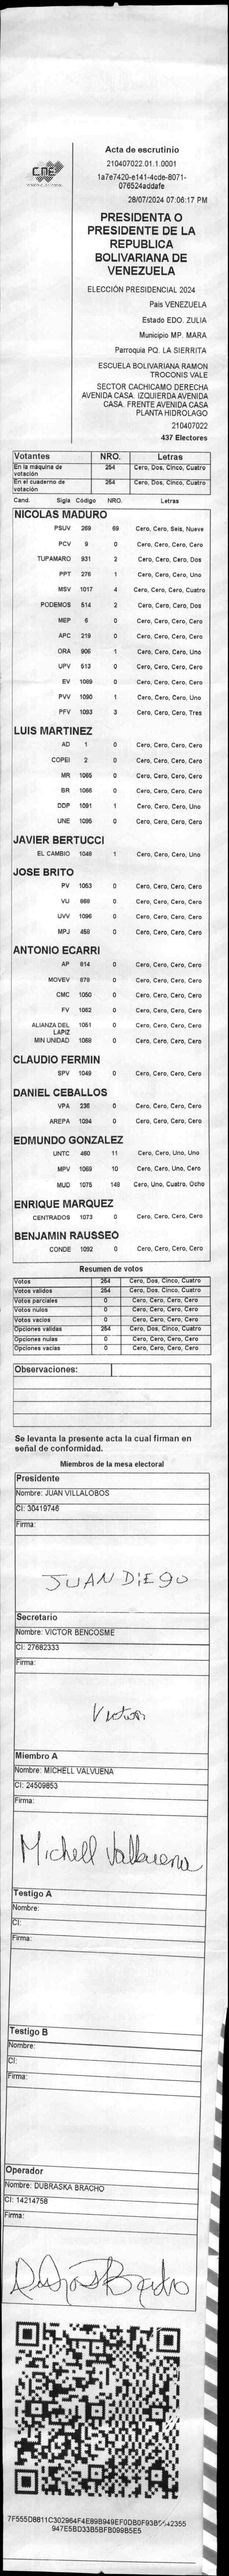 CNE
Acta de escrutinio
210407022.01.1.0001
1a7e7420-e141-4cde-8071-
076524addafe
28/07/2024 07:06:17 PM
PRESIDENTA O
PRESIDENTE DE LA
REPUBLICA
BOLIVARIANA DE
VENEZUELA
ELECCIÓN PRESIDENCIAL 2024
Pais VENEZUELA
Estado EDO. ZULIA
Municipio MP. MARA
Parroquia PQ. LA SIERRITA
ESCUELA BOLIVARIANA RAMON
TROCONIS VALE
SECTOR CACHICAMO DERECHA
AVENIDA CASA. IZQUIERDA AVENIDA
CASA. FRENTE AVENIDA CASA
PLANTA HIDROLAGO
210407022
437 Electores
Votantes NRO. Letras
En la máquina de votación 254 Cero, Dos, Cinco, Cuatro
En el cuaderno de votación 254 Cero, Dos, Cinco, Cuatro
Cand. Sigla Codigo NRO. Letras
NICOLAS MADURO
PSUV 269 69 Cero, Cero, Seis, Nueve
PCV 9 0 Cero, Cero, Cero, Cero
TUPAMARO 931 2 Cero, Cero, Cero, Dos
PPT 276 1 Cero, Cero, Cero, Uno
MSV 1017 4 Cero, Cero, Cero, Cuatro
PODEMOS 514 2 Cero, Cero, Cero, Dos
MEP 6 0 Cero, Cero, Cero, Cero
APC 219 0 Cero, Cero, Cero, Cero
ORA 906 1 Cero, Cero, Cero, Uno
UPV 513 0 Cero, Cero, Cero, Cero
EV 1089 0 Cero, Cero, Cero, Cero
PVV 1090 1 Cero, Cero, Cero, Uno
PFV 1093 3 Cero, Cero, Cero, Tres
LUIS MARTINEZ
AD 1 0 Cero, Cero, Cero, Cero
COPEI 2 0 Cero, Cero, Cero, Cero
MR 1065 0 Cero, Cero, Cero, Cero
BR 1066 0 Cero, Cero, Cero, Cero
DDP 1091 1 Cero, Cero, Cero, Uno
UNE 1095 0 Cero, Cero, Cero, Cero
JAVIER BERTUCCI
EL CAMBIO 1048 1 Cero, Cero, Cero, Uno
JOSE BRITO
PV 1053 0 Cero, Cero, Cero, Cero
VU 669 0 Cero, Cero, Cero, Cero
UVV 1096 0 Cero, Cero, Cero, Cero
MPJ 458 0 Cero, Cero, Cero, Cero
ANTONIO ECARRI
AP 814 0 Cero, Cero, Cero, Cero
MOVEV 878 0 Cero, Cero, Cero, Cero
CMC 1050 0 Cero, Cero, Cero, Cero
FV 1062 0 Cero, Cero, Cero, Cero
ALIANZA DEL LAPIZ 1051 0 Cero, Cero, Cero, Cero
MIN UNIDAD 1068 0 Cero, Cero, Cero, Cero
CLAUDIO FERMIN
SPV 1049 0 Cero, Cero, Cero, Cero
DANIEL CEBALLOS
VPA 236 0 Cero, Cero, Cero, Cero
AREPA 1094 0 Cero, Cero, Cero, Cero
EDMUNDO GONZALEZ
UNTC 460 11 Cero, Cero, Uno, Uno
MPV 1069 10 Cero, Cero, Uno, Cero
MUD 1075 148 Cero, Uno, Cuatro, Ocho
ENRIQUE MARQUEZ
CENTRADOS 1073 0 Cero, Cero, Cero, Cero
BENJAMIN RAUSSEO
CONDE 1092 0 Cero, Cero, Cero, Cero
Resumen de votos
Votos 254 Cero, Dos, Cinco, Cuatro
Votos validos 254 Cero, Dos, Cinco, Cuatro
Votos parciales 0 Cero, Cero, Cero, Cero
Votos nulos 0 Cero, Cero, Cero, Cero
Votos vacios 0 Cero, Cero, Cero, Cero
Opciones validas 254 Cero, Dos, Cinco, Cuatro
Opciones nulas 0 Cero, Cero, Cero, Cero
Opciones vacias 0 Cero, Cero, Cero, Cero
Observaciones:
Se levanta la presente acta la cual firman en
señal de conformidad.
Miembros de la mesa electoral
Presidente
Nombre: JUAN VILLALOBOS
CI: 30419746
Firma:
JUAN DIEGO
Secretario
Nombre: VICTOR BENCOSME
CI: 27682333
Firma:
Victor
Miembro A
Nombre: MICHELL VALVUENA
CI: 24509853
Firma:
Michell Valbuena
Testigo A
Nombre:
CI:
Firma:
Testigo B
Nombre:
CI:
Firma:
Operador
Nombre: DUBRASKA BRACHO
CI: 14214758
Firma:
7F555D8811C302964F4E89B949EF0DB0F93B5542355
947E5BD33B5BFB099B5E5